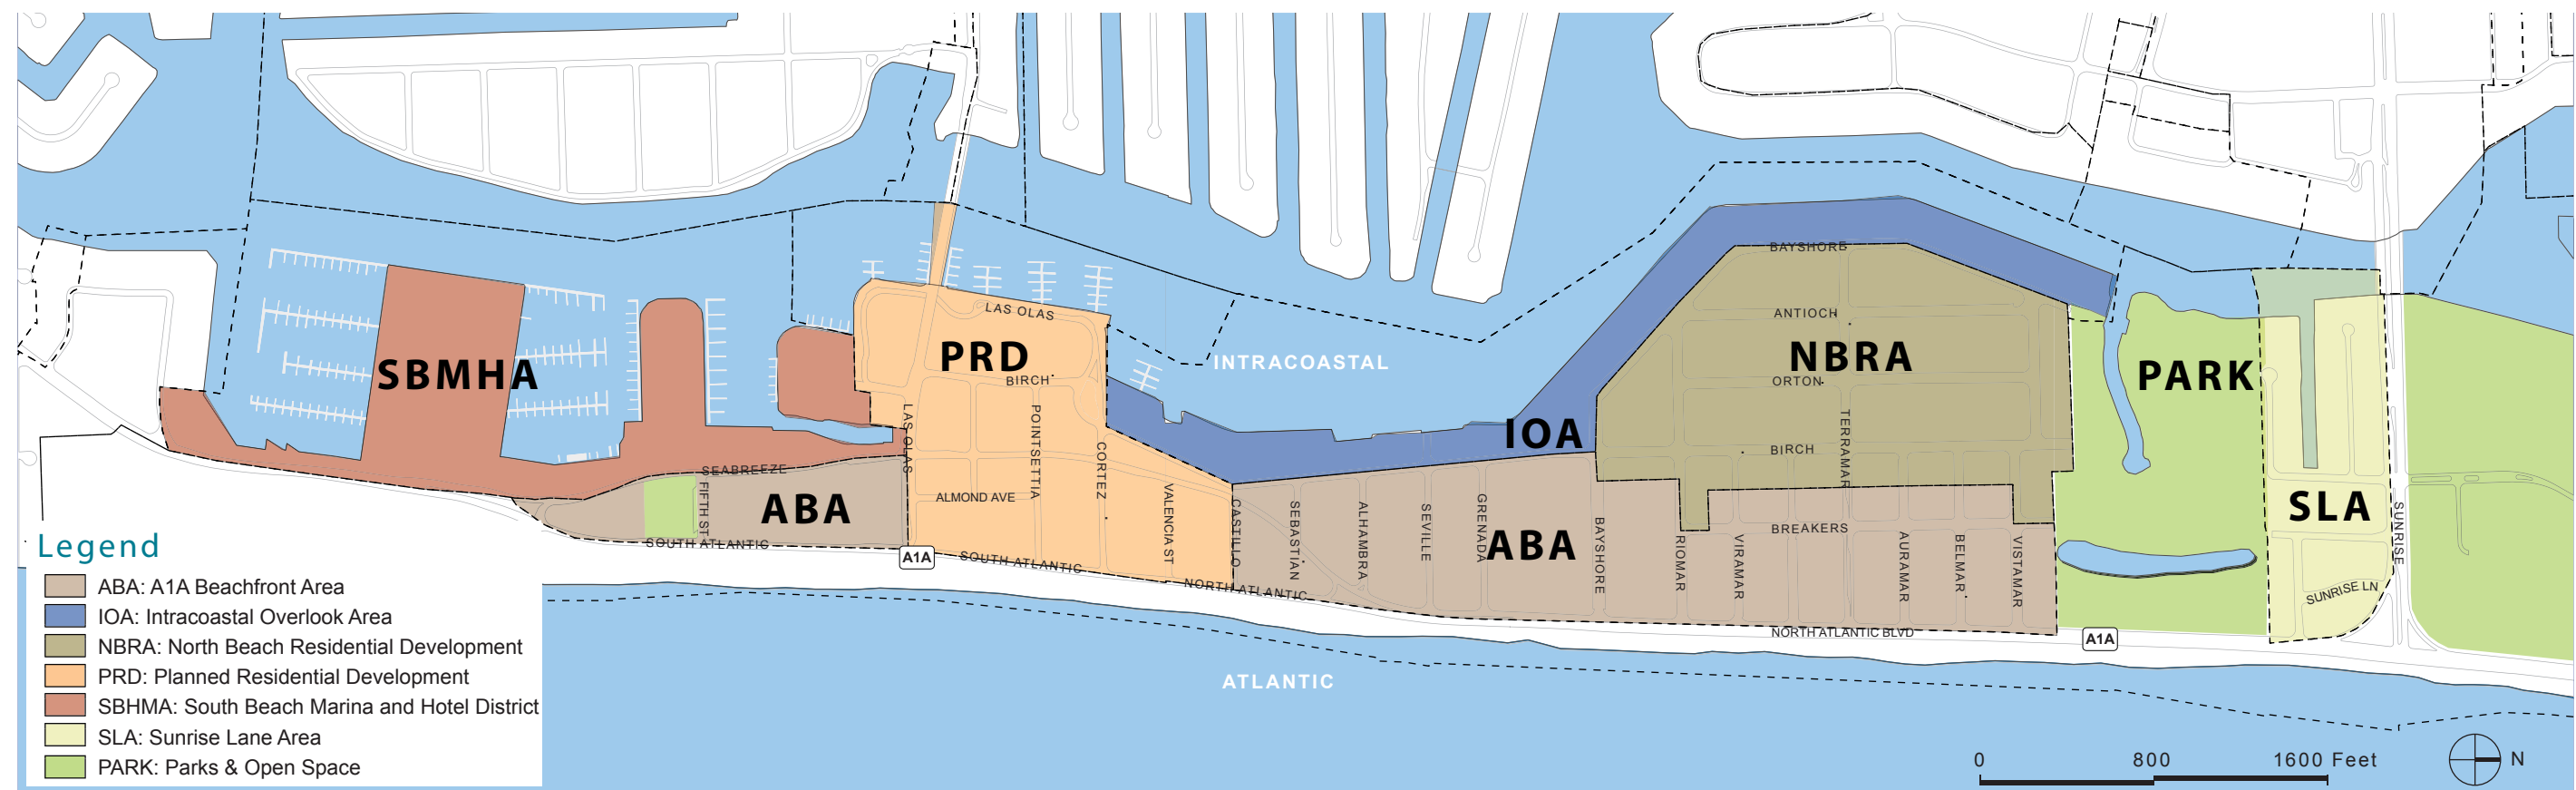 BAYSHORE
LAS OLAS
ANTIOCH
INTRACOASTAL
PRD
NBRA
SBMHA
BIRCH
ORTON
PARK
LAS OLAS
POINTSETTIA
CORTEZ
IOA
TERRAMAR
BIRCH
SEABREEZE
FIFTH ST
ABA
ALMOND AVE
VALENCIA ST
CASTILLO
SEBASTIAN
ALHAMBRA
SEVILLE
GRENADA
ABA
BAYSHORE
RIOMAR
VIRAMAR
BREAKERS
AURAMAR
BELMAR
VISTAMAR
SLA
SUNRISE
SUNRISE LN
SOUTH ATLANTIC
A1A
SOUTH ATLANTIC
NORTH ATLANTIC
NORTH ATLANTIC BLVD
A1A
ATLANTIC
Legend
ABA: A1A Beachfront Area
IOA: Intracoastal Overlook Area
NBRA: North Beach Residential Development
PRD: Planned Residential Development
SBHMA: South Beach Marina and Hotel District
SLA: Sunrise Lane Area
PARK: Parks & Open Space
0 800 1600 Feet
N